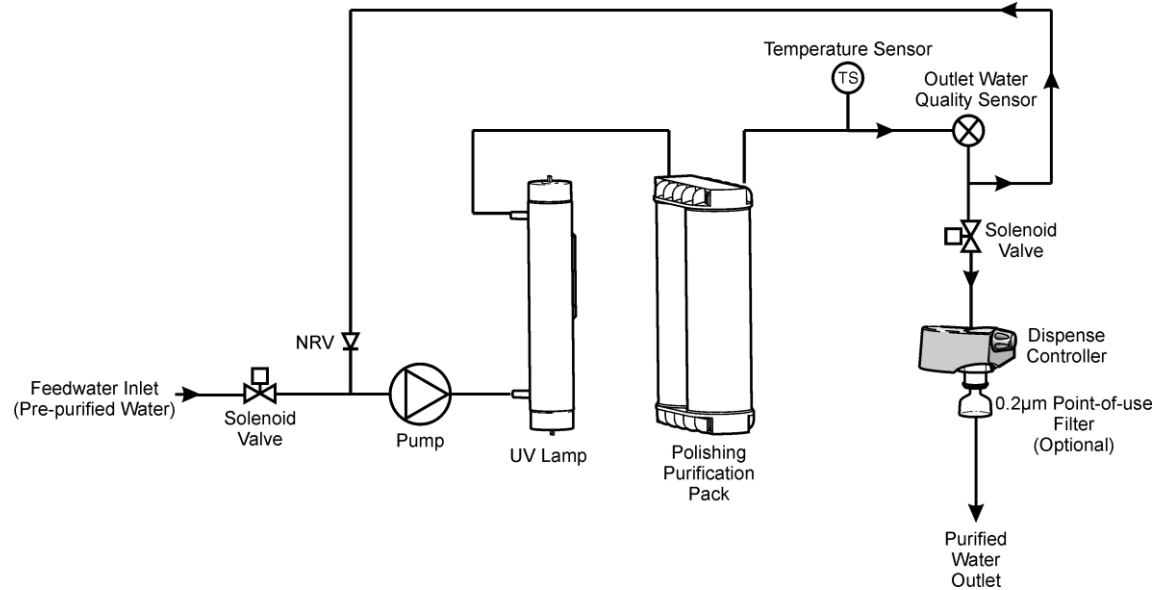 Temperature Sensor
TS
Outlet Water
Quality Sensor
Solenoid
Valve
NRV
Dispense
Controller
Feedwater Inlet
(Pre-purified Water)
Solenoid
Valve
Pump
UV Lamp
Polishing
Purification
Pack
0.2µm Point-of-use
Filter
(Optional)
Purified
Water
Outlet